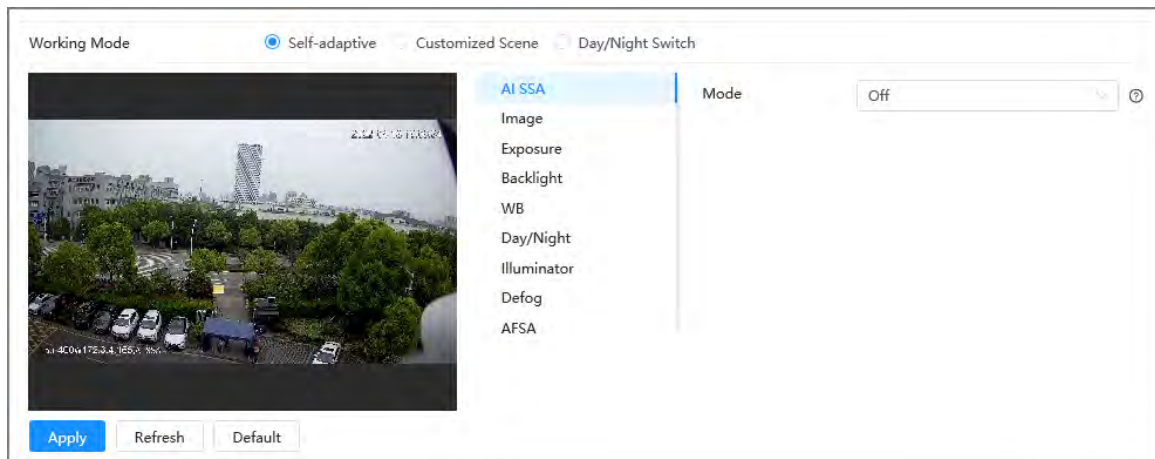 Working Mode Self-adaptive Customized Scene Day/Night Switch
AI SSA
Mode Off
Image
Exposure
Backlight
WB
Day/Night
Illuminator
Defog
AFSA
Apply Refresh Default